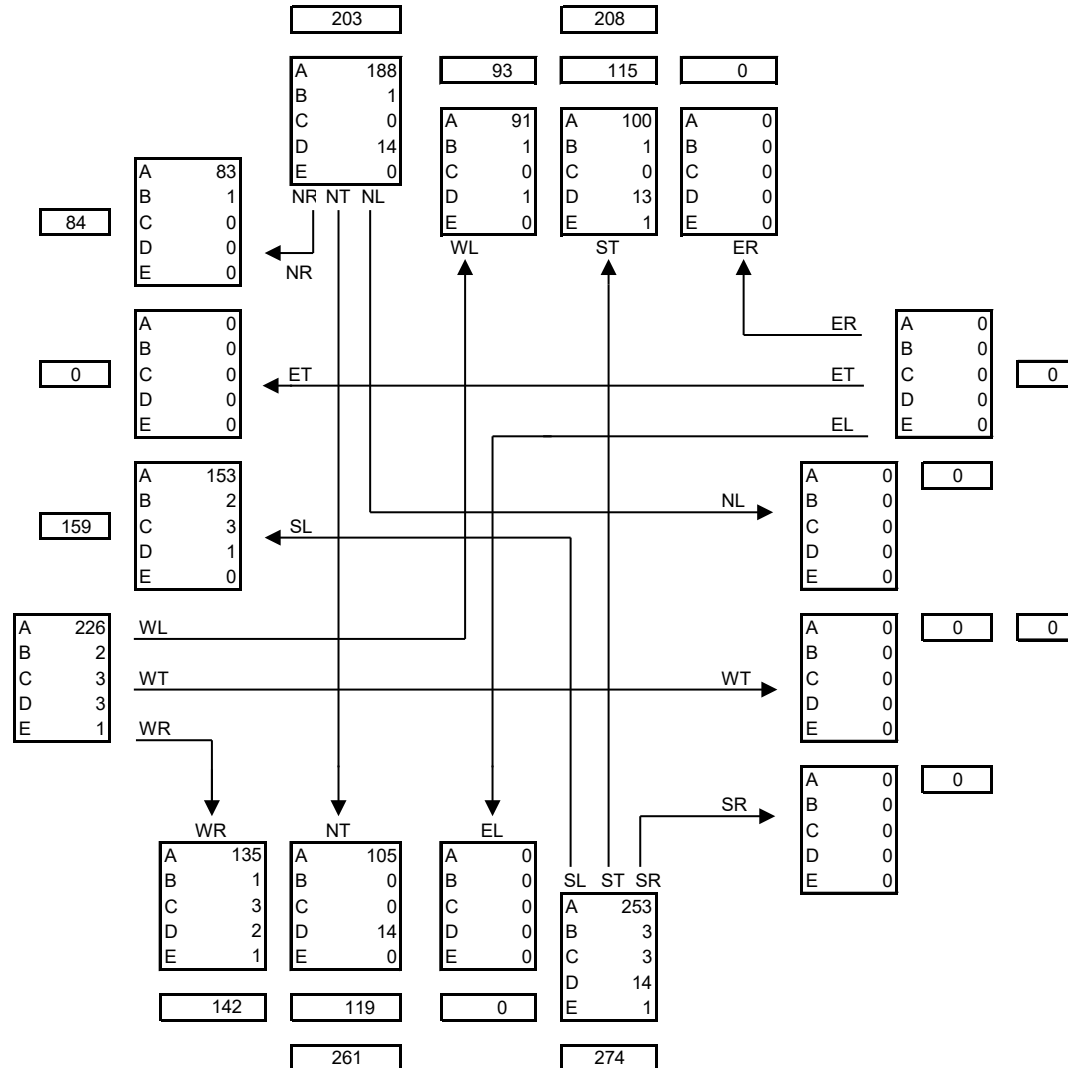 203 208
A 188
B 1
C 0
D 14
E 0
93 115 0
A 91 A 100 A 0
B 1 B 1 B 0
C 0 C 0 C 0
D 1 D 13 D 0
E 0 E 1 E 0
NR NT NL
WL ST ER
84
A 83
B 1
C 0
D 0
E 0
NR
0
A 0
B 0
C 0
D 0
E 0
ER
ET ET
EL
A 0
B 0
C 0
D 0
E 0
0
159
A 153
B 2
C 3
D 1
E 0
SL
NL
A 0
B 0
C 0
D 0
E 0
0
A 226
B 2
C 3
D 3
E 1
WL
WT WT
WR
A 0
B 0
C 0
D 0
E 0
0 0
SR
A 0
B 0
C 0
D 0
E 0
0
WR NT EL
A 135 A 105 A 0
B 1 B 0 B 0
C 3 C 0 C 0
D 2 D 14 D 0
E 1 E 0 E 0
SL ST SR
A 253
B 3
C 3
D 14
E 1
142 119 0
261 274